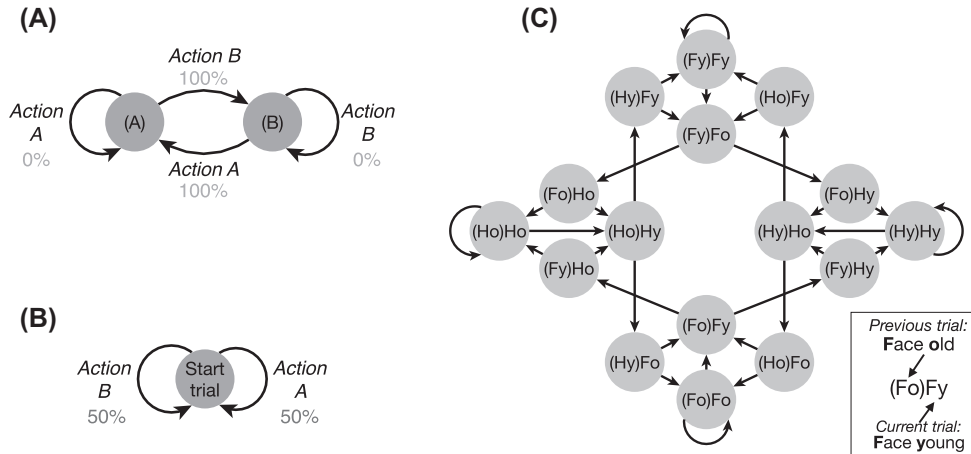 (A)
Action B
100%
Action
A
0%
(A)
(B)
Action
B
0%
Action A
100%
(B)
Action
B
50%
Start
trial
Action
A
50%
(C)
(Fy)Fy
(Hy)Fy
(Ho)Fy
(Fy)Fo
(Fo)Ho
(Fo)Hy
(Ho)Ho
(Ho)Hy
(Hy)Ho
(Hy)Hy
(Fy)Ho
(Fy)Hy
(Fo)Fy
(Hy)Fo
(Ho)Fo
(Fo)Fo
Previous trial:
Face old
(Fo)Fy
Current trial:
Face young